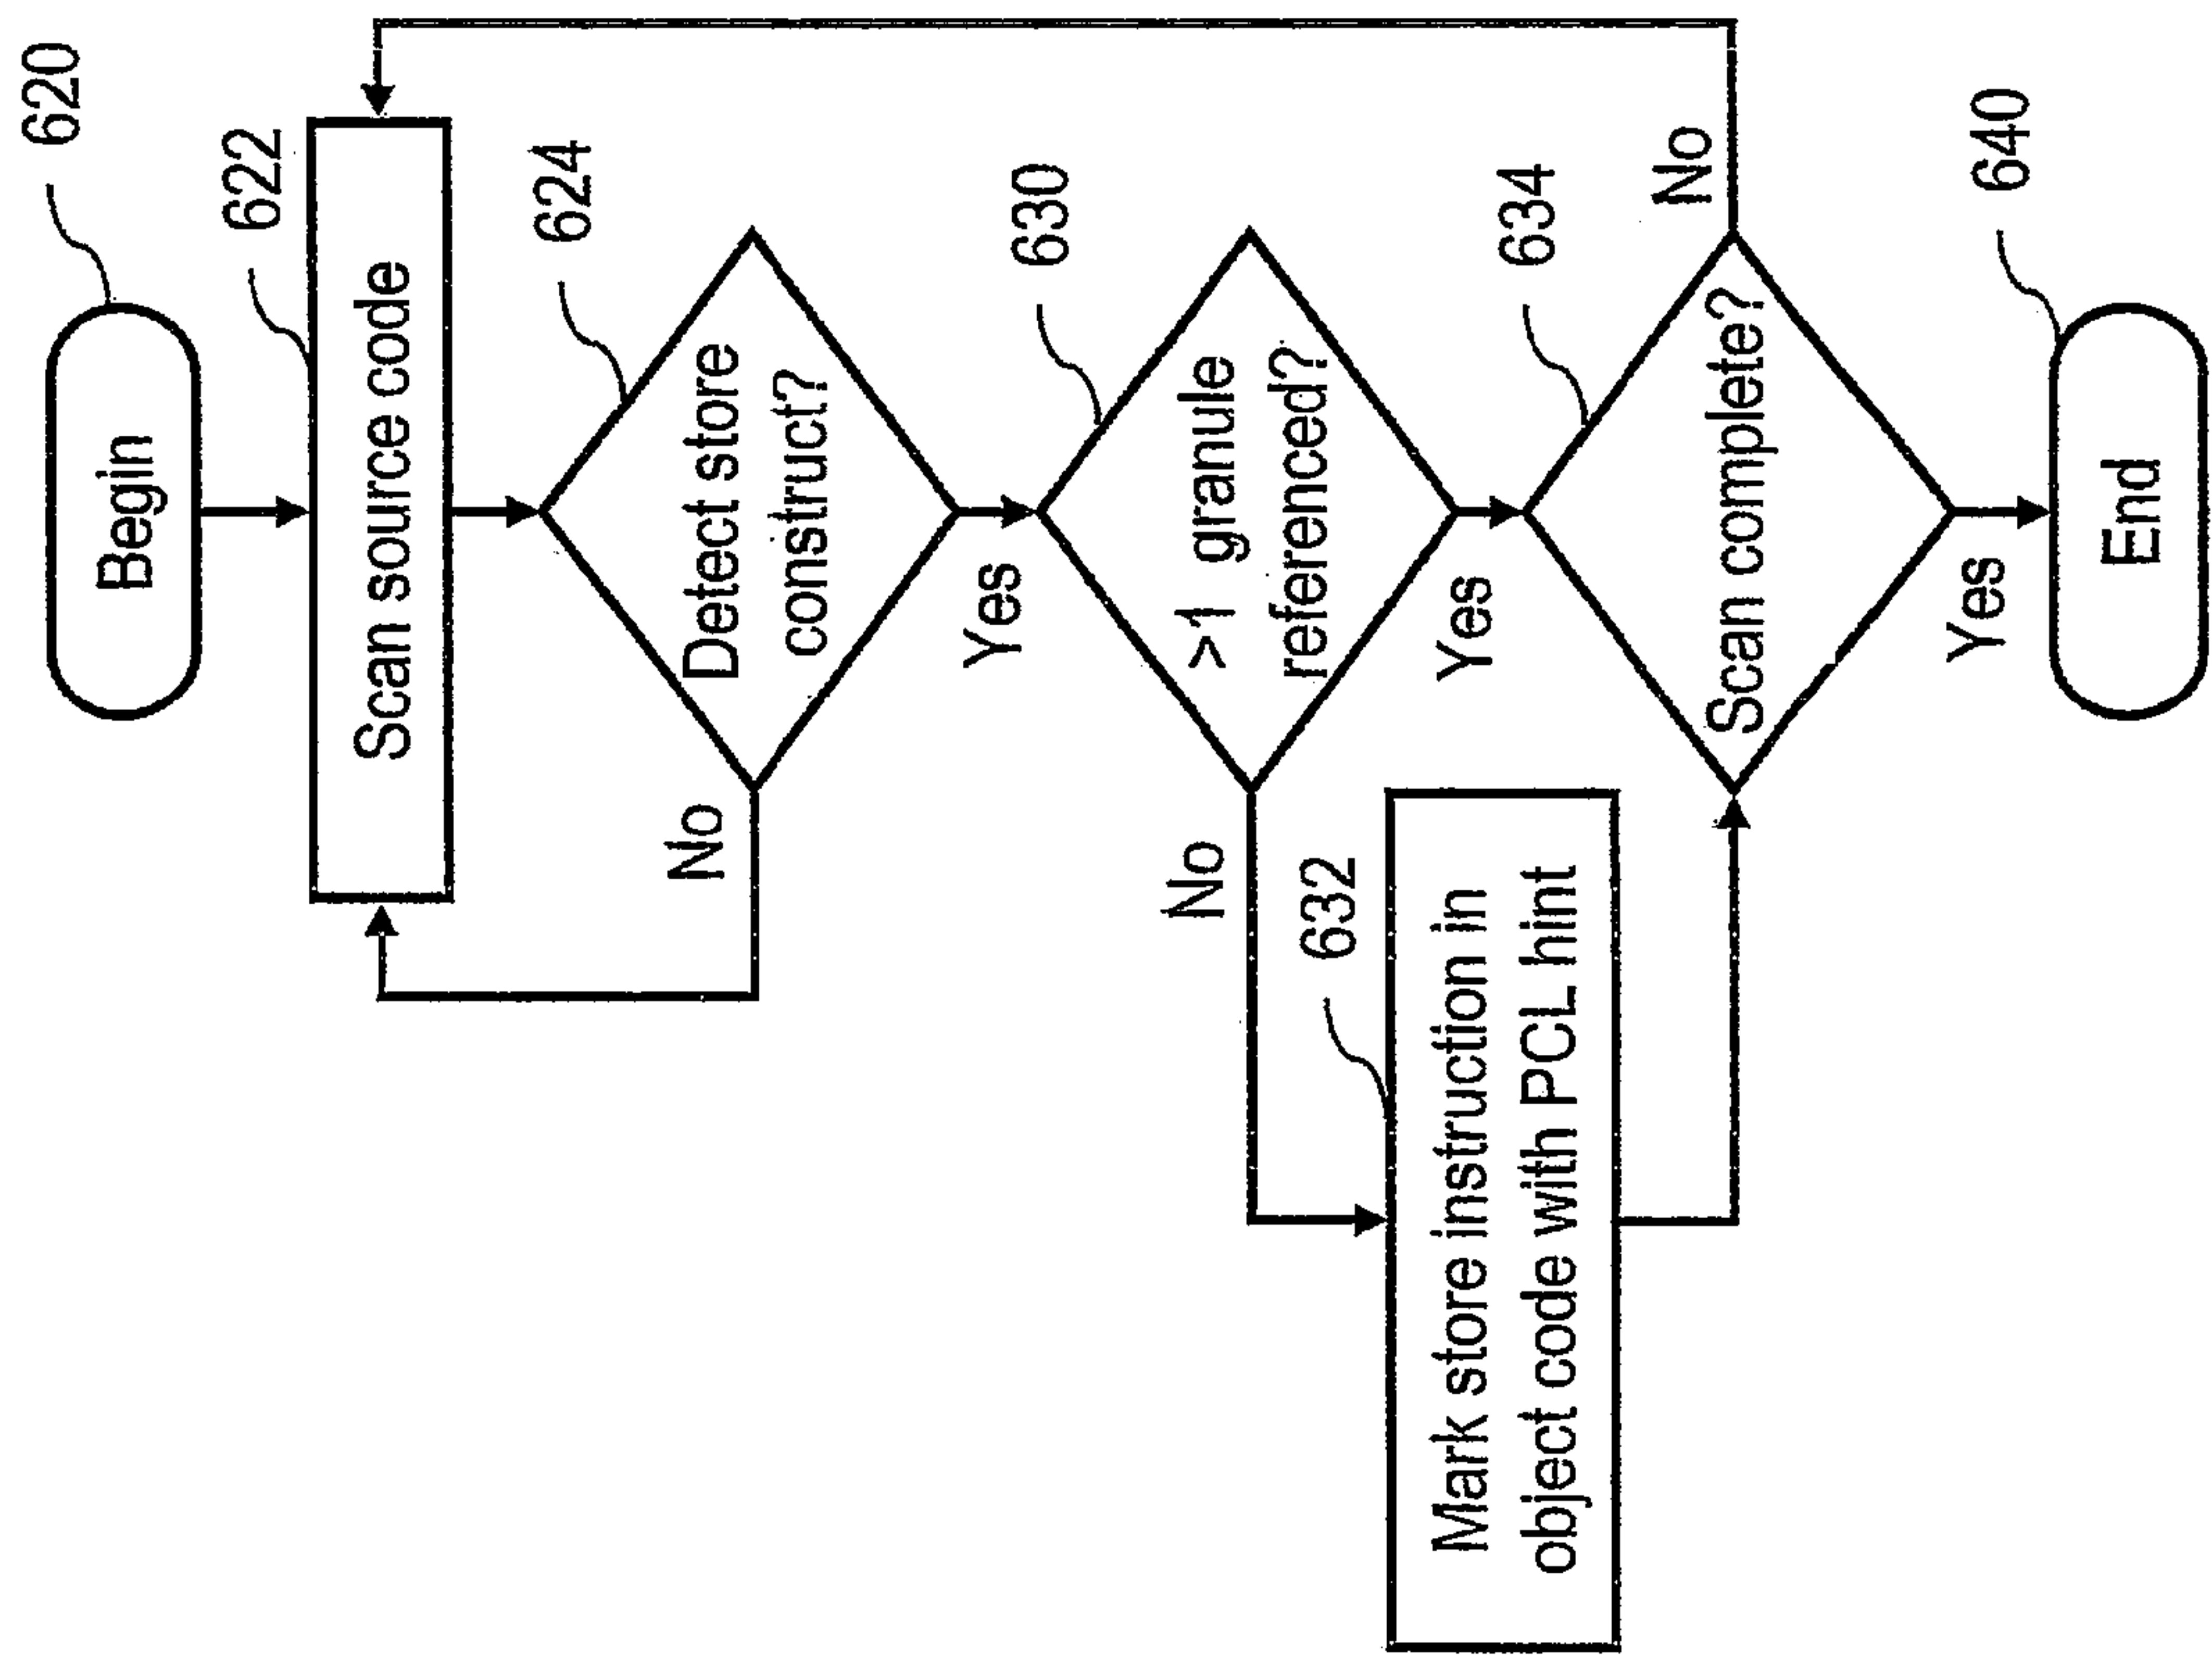 620
Begin
622
Scan source code
624
Detect store
construct?
No
Yes
630
>1 granule
referenced?
No
Yes
632
Mark store instruction in
object code with PCL hint
634
Scan complete?
No
Yes
640
End